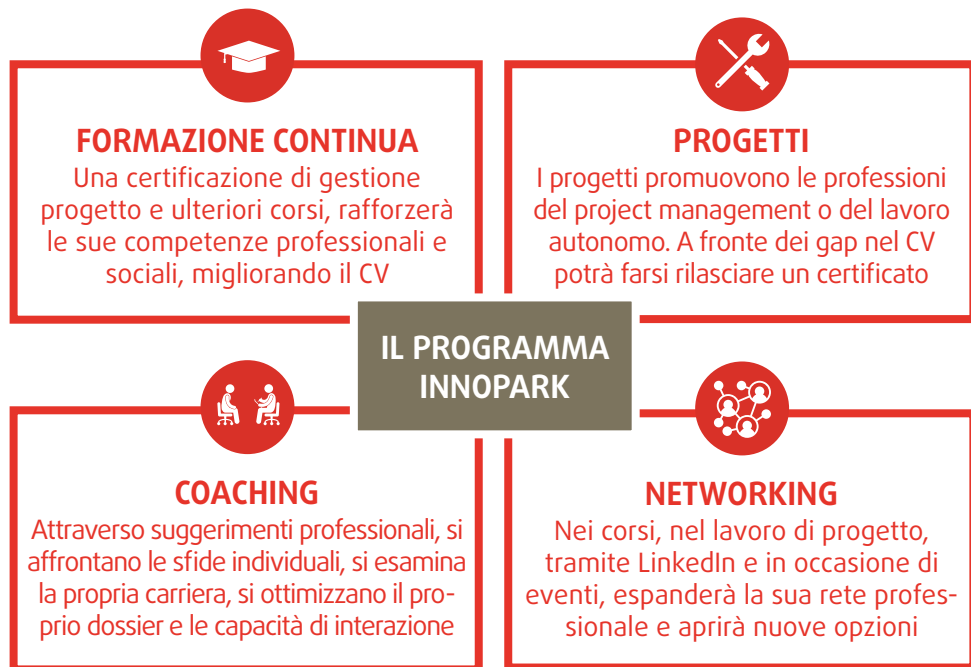 FORMAZIONE CONTINUA
Una certificazione di gestione
progetto e ulteriori corsi, rafforzerà
le sue competenze professionali e
sociali, migliorando il CV
PROGETTI
I progetti promuovono le professioni
del project management o del lavoro
autonomo. A fronte dei gap nel CV
potrà farsi rilasciare un certificato
IL PROGRAMMA
INNOPARK
COACHING
Attraverso suggerimenti professionali, si
affrontano le sfide individuali, si esamina
la propria carriera, si ottimizzano il pro-
prio dossier e le capacità di interazione
NETWORKING
Nei corsi, nel lavoro di progetto,
tramite LinkedIn e in occasione di
eventi, espanderà la sua rete profes-
sionale e aprirà nuove opzioni